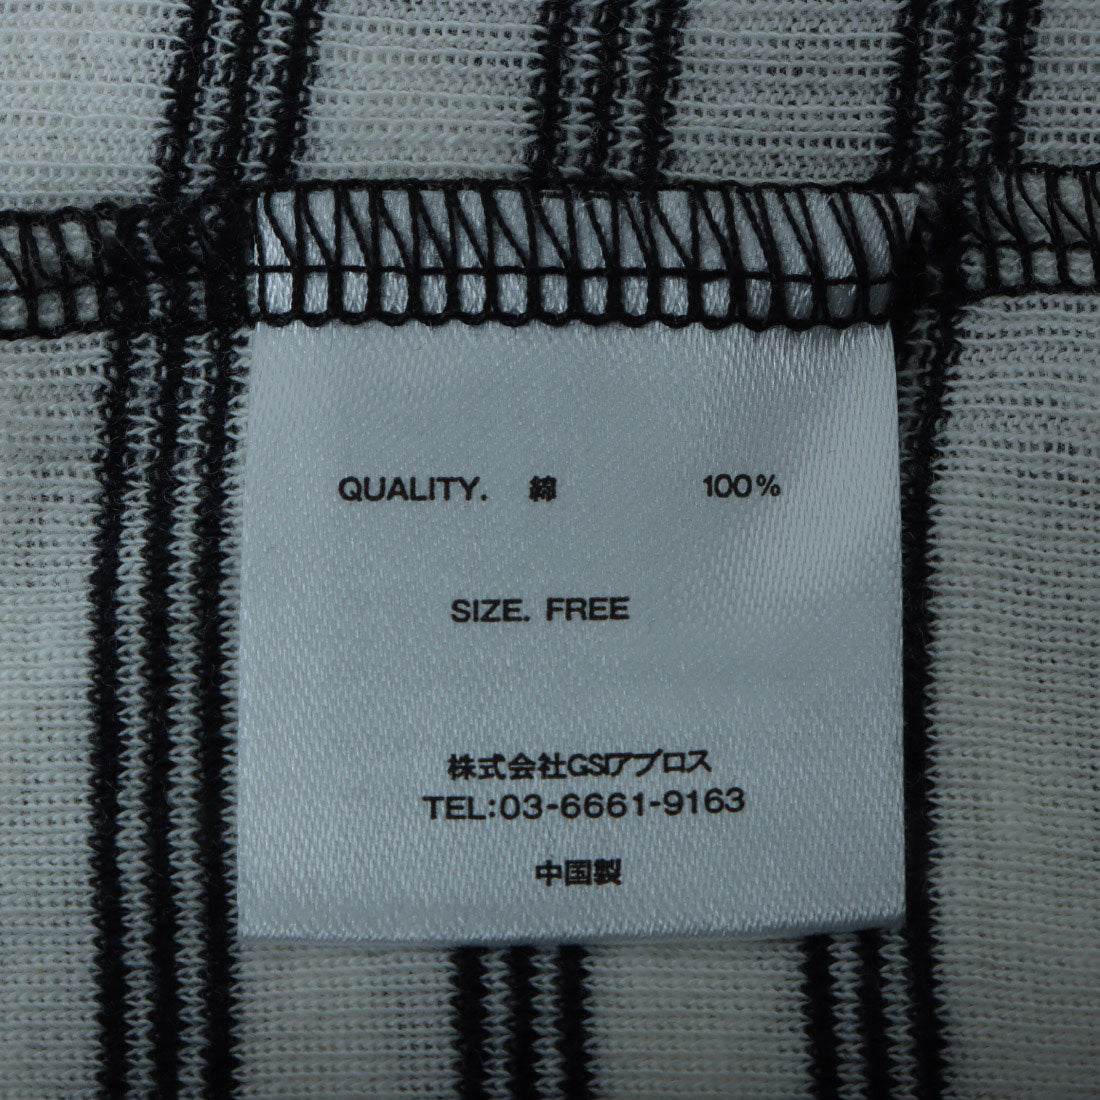 QUALITY. 綿 100%
SIZE. FREE
株式会社GSIアブロス
TEL:03-6661-9163
中国製